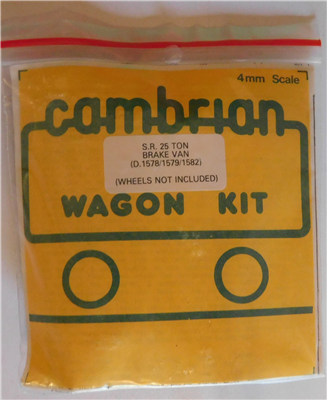 4mm Scale
cambrian
S.R. 25 TON
BRAKE VAN
(D.1578/1579/1582)
(WHEELS NOT INCLUDED)
WAGON KIT